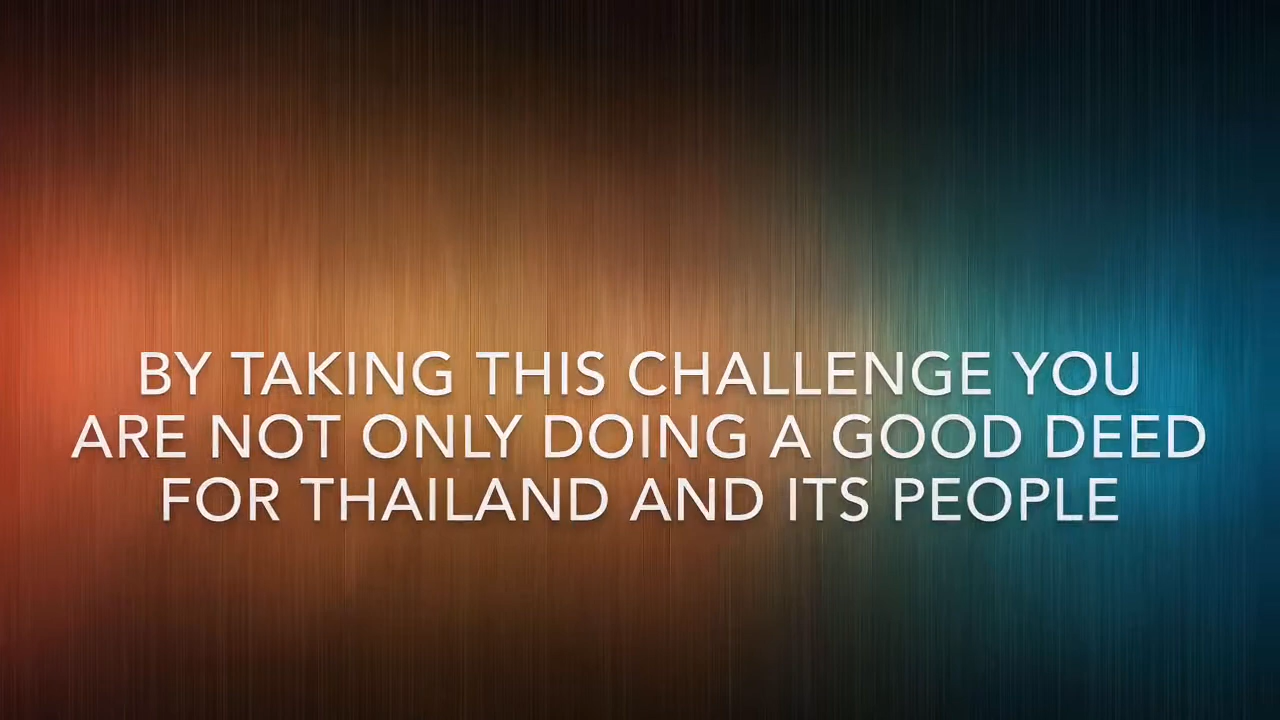 BY TAKING THIS CHALLENGE YOU
ARE NOT ONLY DOING A GOOD DEED
FOR THAILAND AND ITS PEOPLE